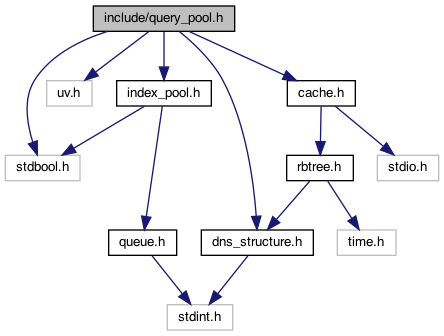 include/query_pool.h
uv.h
index_pool.h
cache.h
stdbool.h
rbtree.h
stdio.h
queue.h
dns_structure.h
time.h
stdint.h